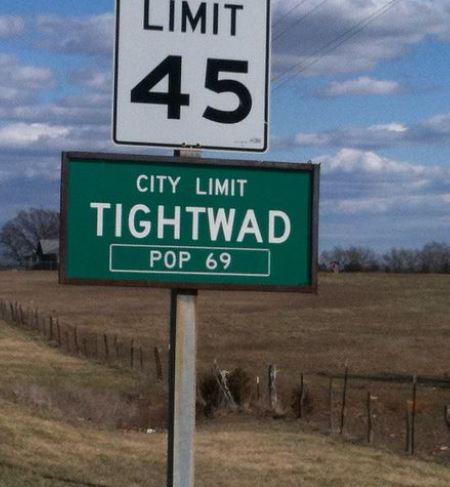 LIMIT
45
CITY LIMIT
TIGHTWAD
POP 69